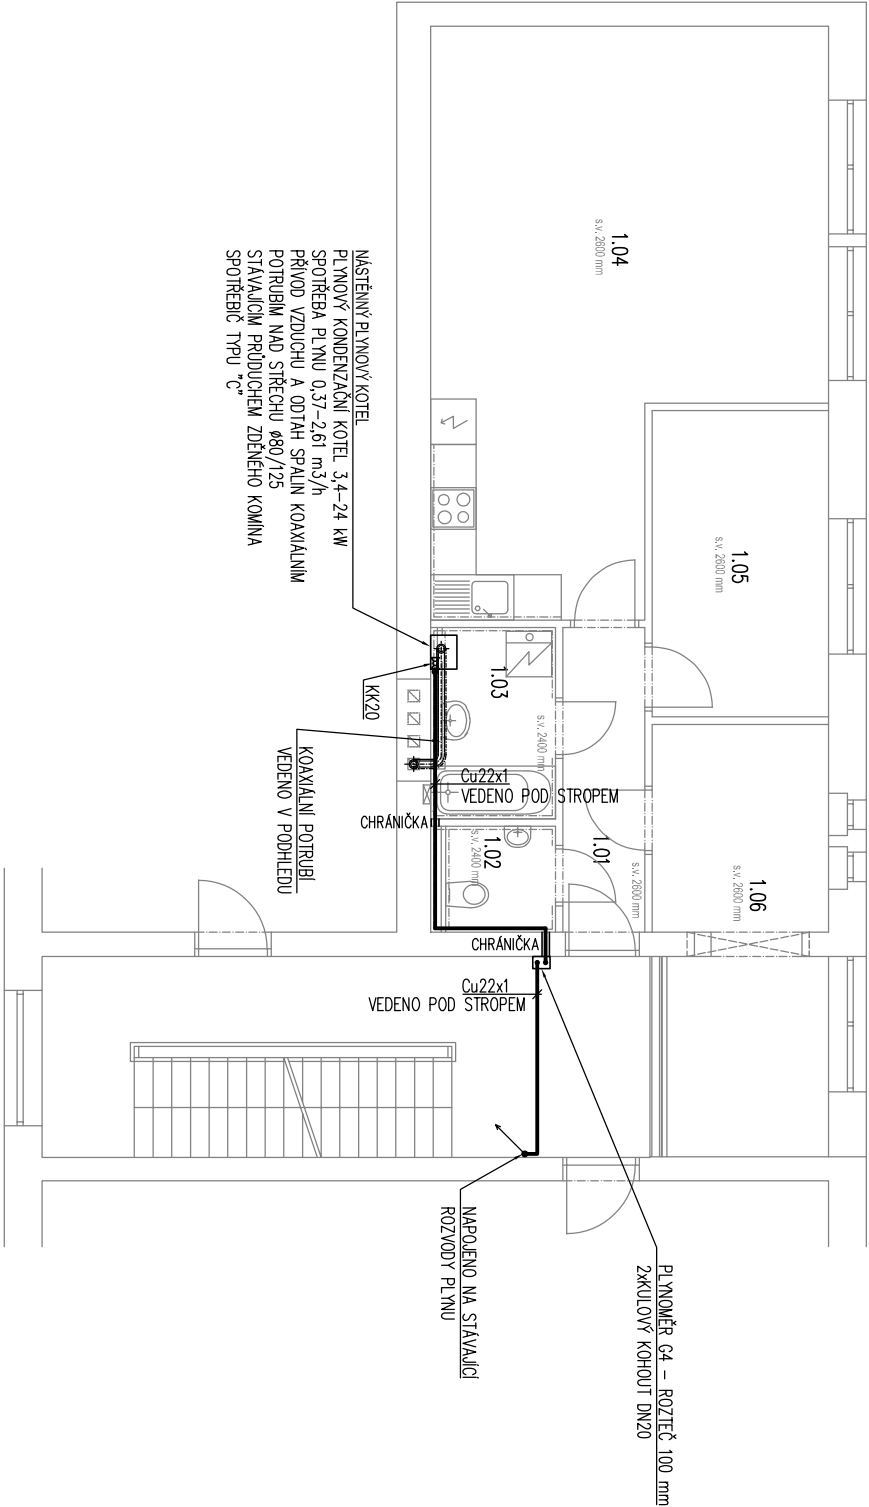 1.04
s.v. 2600 mm
1.05
s.v. 2600 mm
1.03
s.v. 2400 mm
1.02
s.v. 2400 mm
1.01
s.v. 2600 mm
1.06
s.v. 2600 mm
NÁSTĚNNÝ PLYNOVÝ KOTEL
PLYNOVÝ KONDENZAČNÍ KOTEL 3,4-24 kW
SPOTŘEBA PLYNU 0,37-2,61 m3/h
PŘÍVOD VZDUCHU A ODTAH SPALIN KOAXIÁLNÍM
POTRUBÍM NAD STŘECHU ø80/125
STÁVAJÍCÍM PRŮDUCHEM ZDĚNÉHO KOMÍNA
SPOTŘEBIČ TYPU "C"
KK20
KOAXIÁLNÍ POTRUBÍ
VEDENO V PODHLEDU
Cu22x1
VEDENO POD STROPEM
CHRÁNIČKA
CHRÁNIČKA
Cu22x1
VEDENO POD STROPEM
NAPOJENO NA STÁVAJÍCÍ
ROZVODY PLYNU
PLYNOMĚR G4 - ROZTEČ 100 mm
2xKULOVÝ KOHOUT DN20